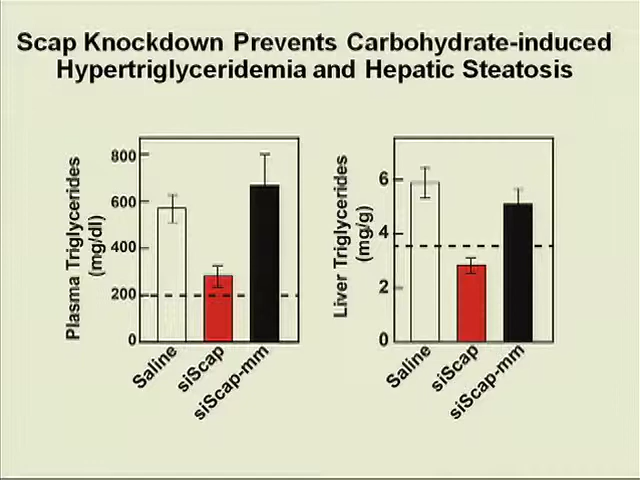 Scap Knockdown Prevents Carbohydrate-induced
Hypertriglyceridemia and Hepatic Steatosis
Plasma Triglycerides
(mg/dl)
800
600
400
200
0
Saline
siScap
siScap-mm
Liver Triglycerides
(mg/g)
6
4
2
0
Saline
siScap
siScap-mm